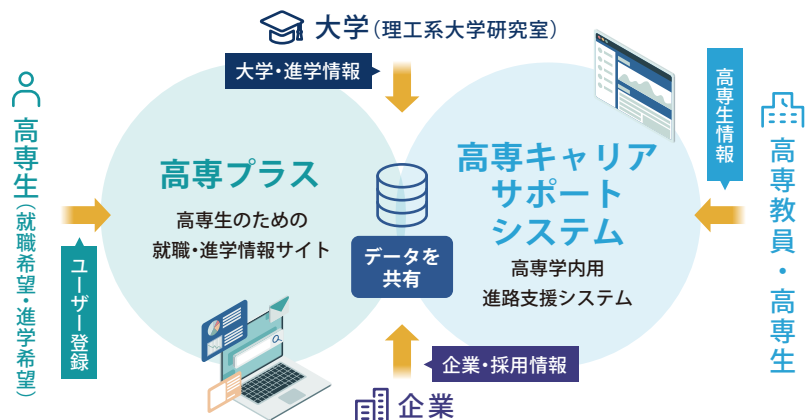 大学(理工系大学研究室)
大学・進学情報
高専生(就職希望・進学希望)
ユーザー登録
高専プラス
高専生のための
就職・進学情報サイト
データを
共有
高専キャリア
サポート
システム
高専学内用
進路支援システム
高専生情報
高専教員・高専生
企業・採用情報
企業